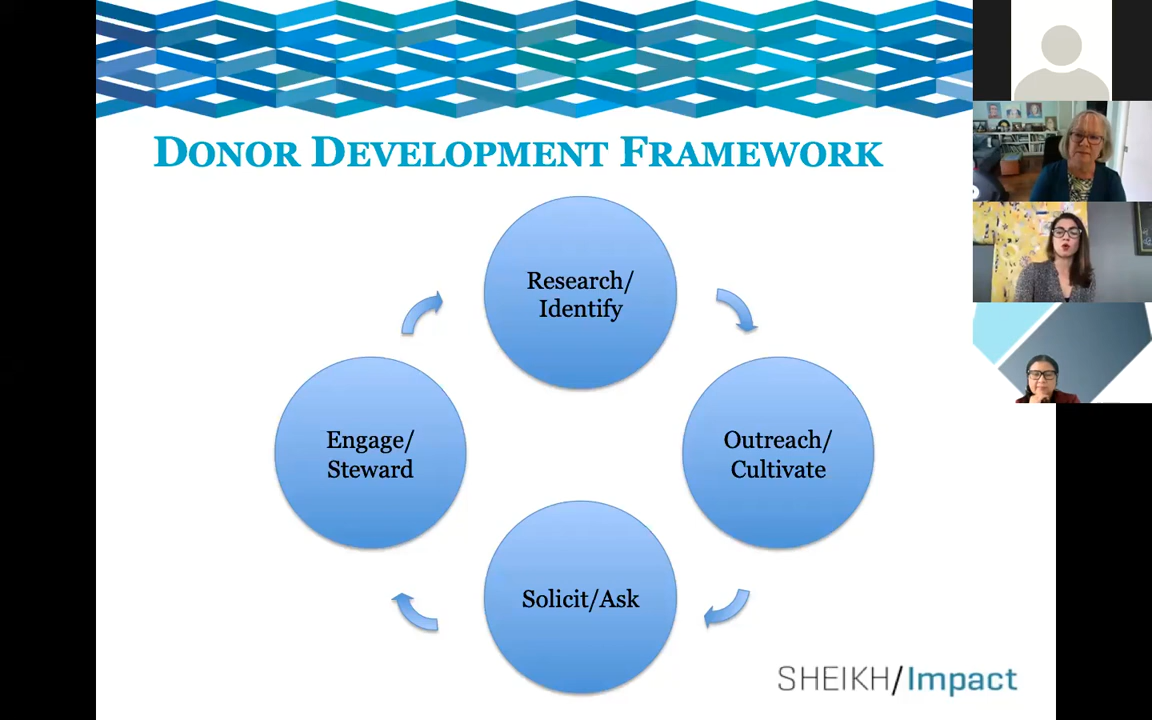 DONOR DEVELOPMENT FRAMEWORK
Research/
Identify
Engage/
Steward
Outreach/
Cultivate
Solicit/Ask
SHEIKH/Impact